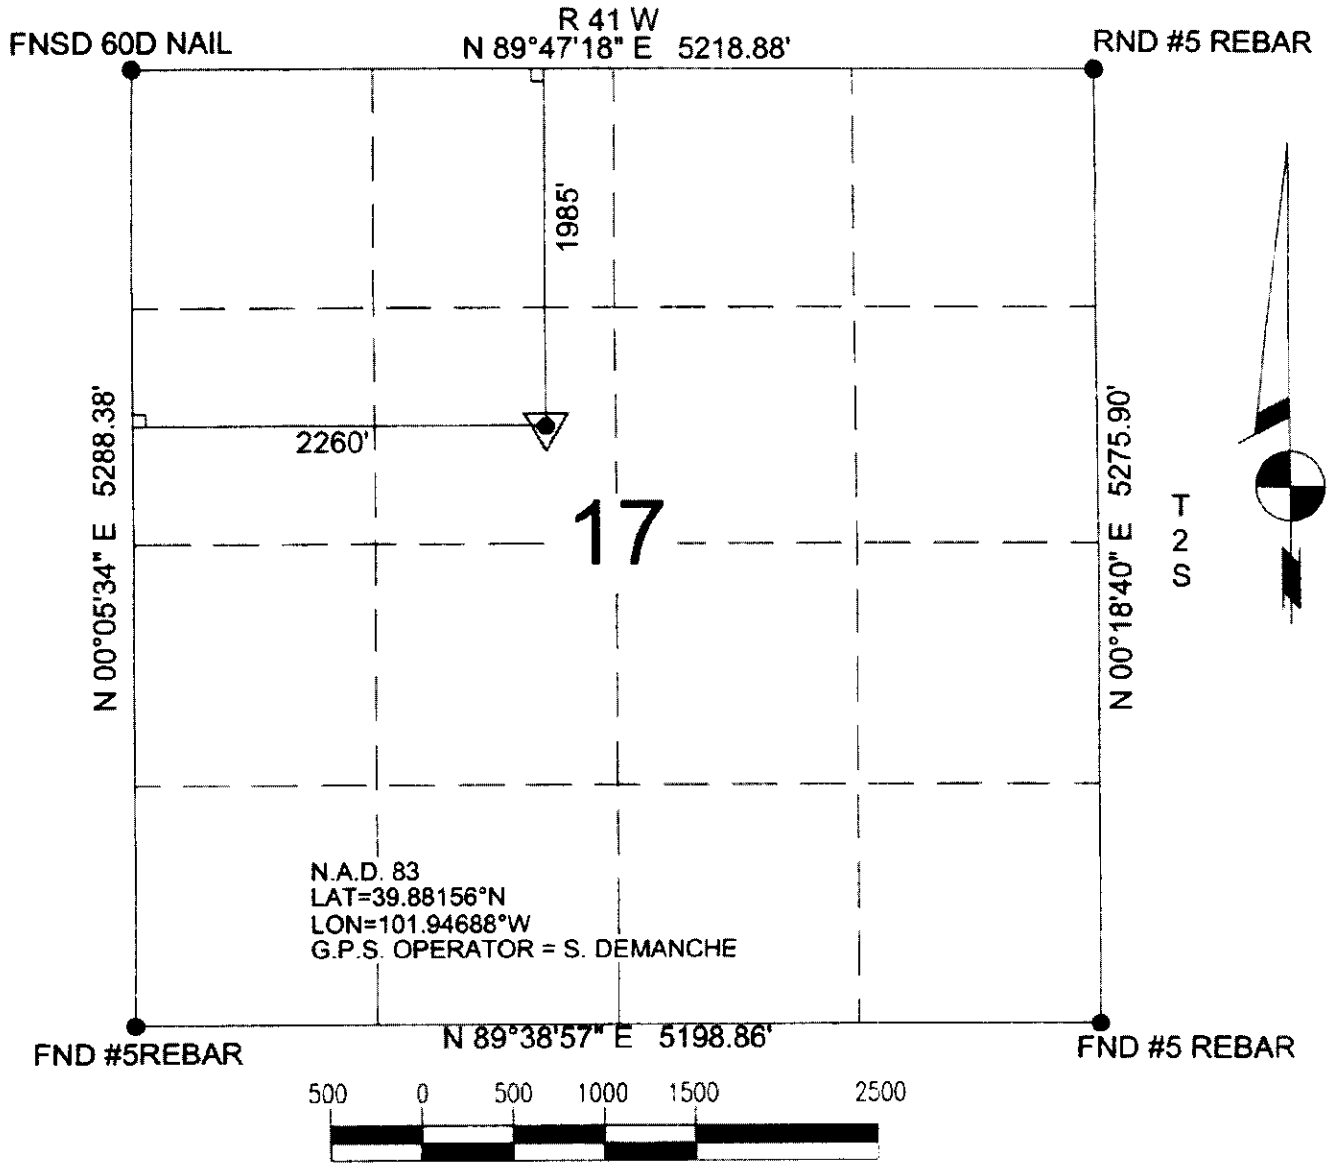 R 41 W
FNSD 60D NAIL
N 89°47'18" E 5218.88'
RND #5 REBAR
1985'
2260'
N 00°05'34" E 5288.38'
17
N 00°18'40" E 5275.90'
T
2
S
N.A.D. 83
LAT=39.88156°N
LON=101.94688°W
G.P.S. OPERATOR = S. DEMANCHE
FND #5REBAR
N 89°38'57" E 5198.86'
FND #5 REBAR
500 0 500 1000 1500 2500